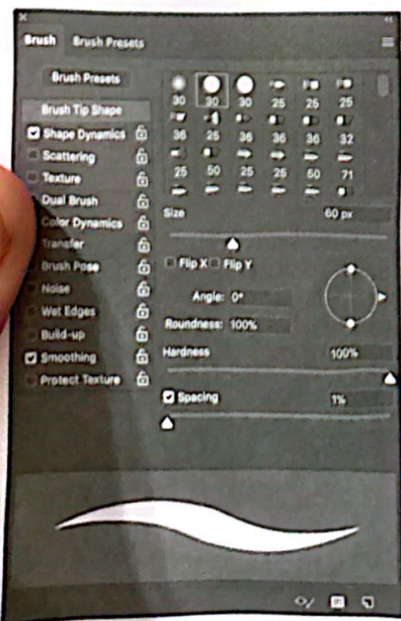 Brush Brush Presets
Brush Presets
Brush Tip Shape
Shape Dynamics
Scattering
Texture
Dual Brush
Color Dynamics
Transfer
Brush Pose
Noise
Wet Edges
Build-up
Smoothing
Protect Texture
30 30 30 25 25 25
36 25 36 36 36 32
25 50 25 25 50 71
Size 60 px
Flip X Flip Y
Angle: 0°
Roundness: 100%
Hardness 100%
Spacing 1%